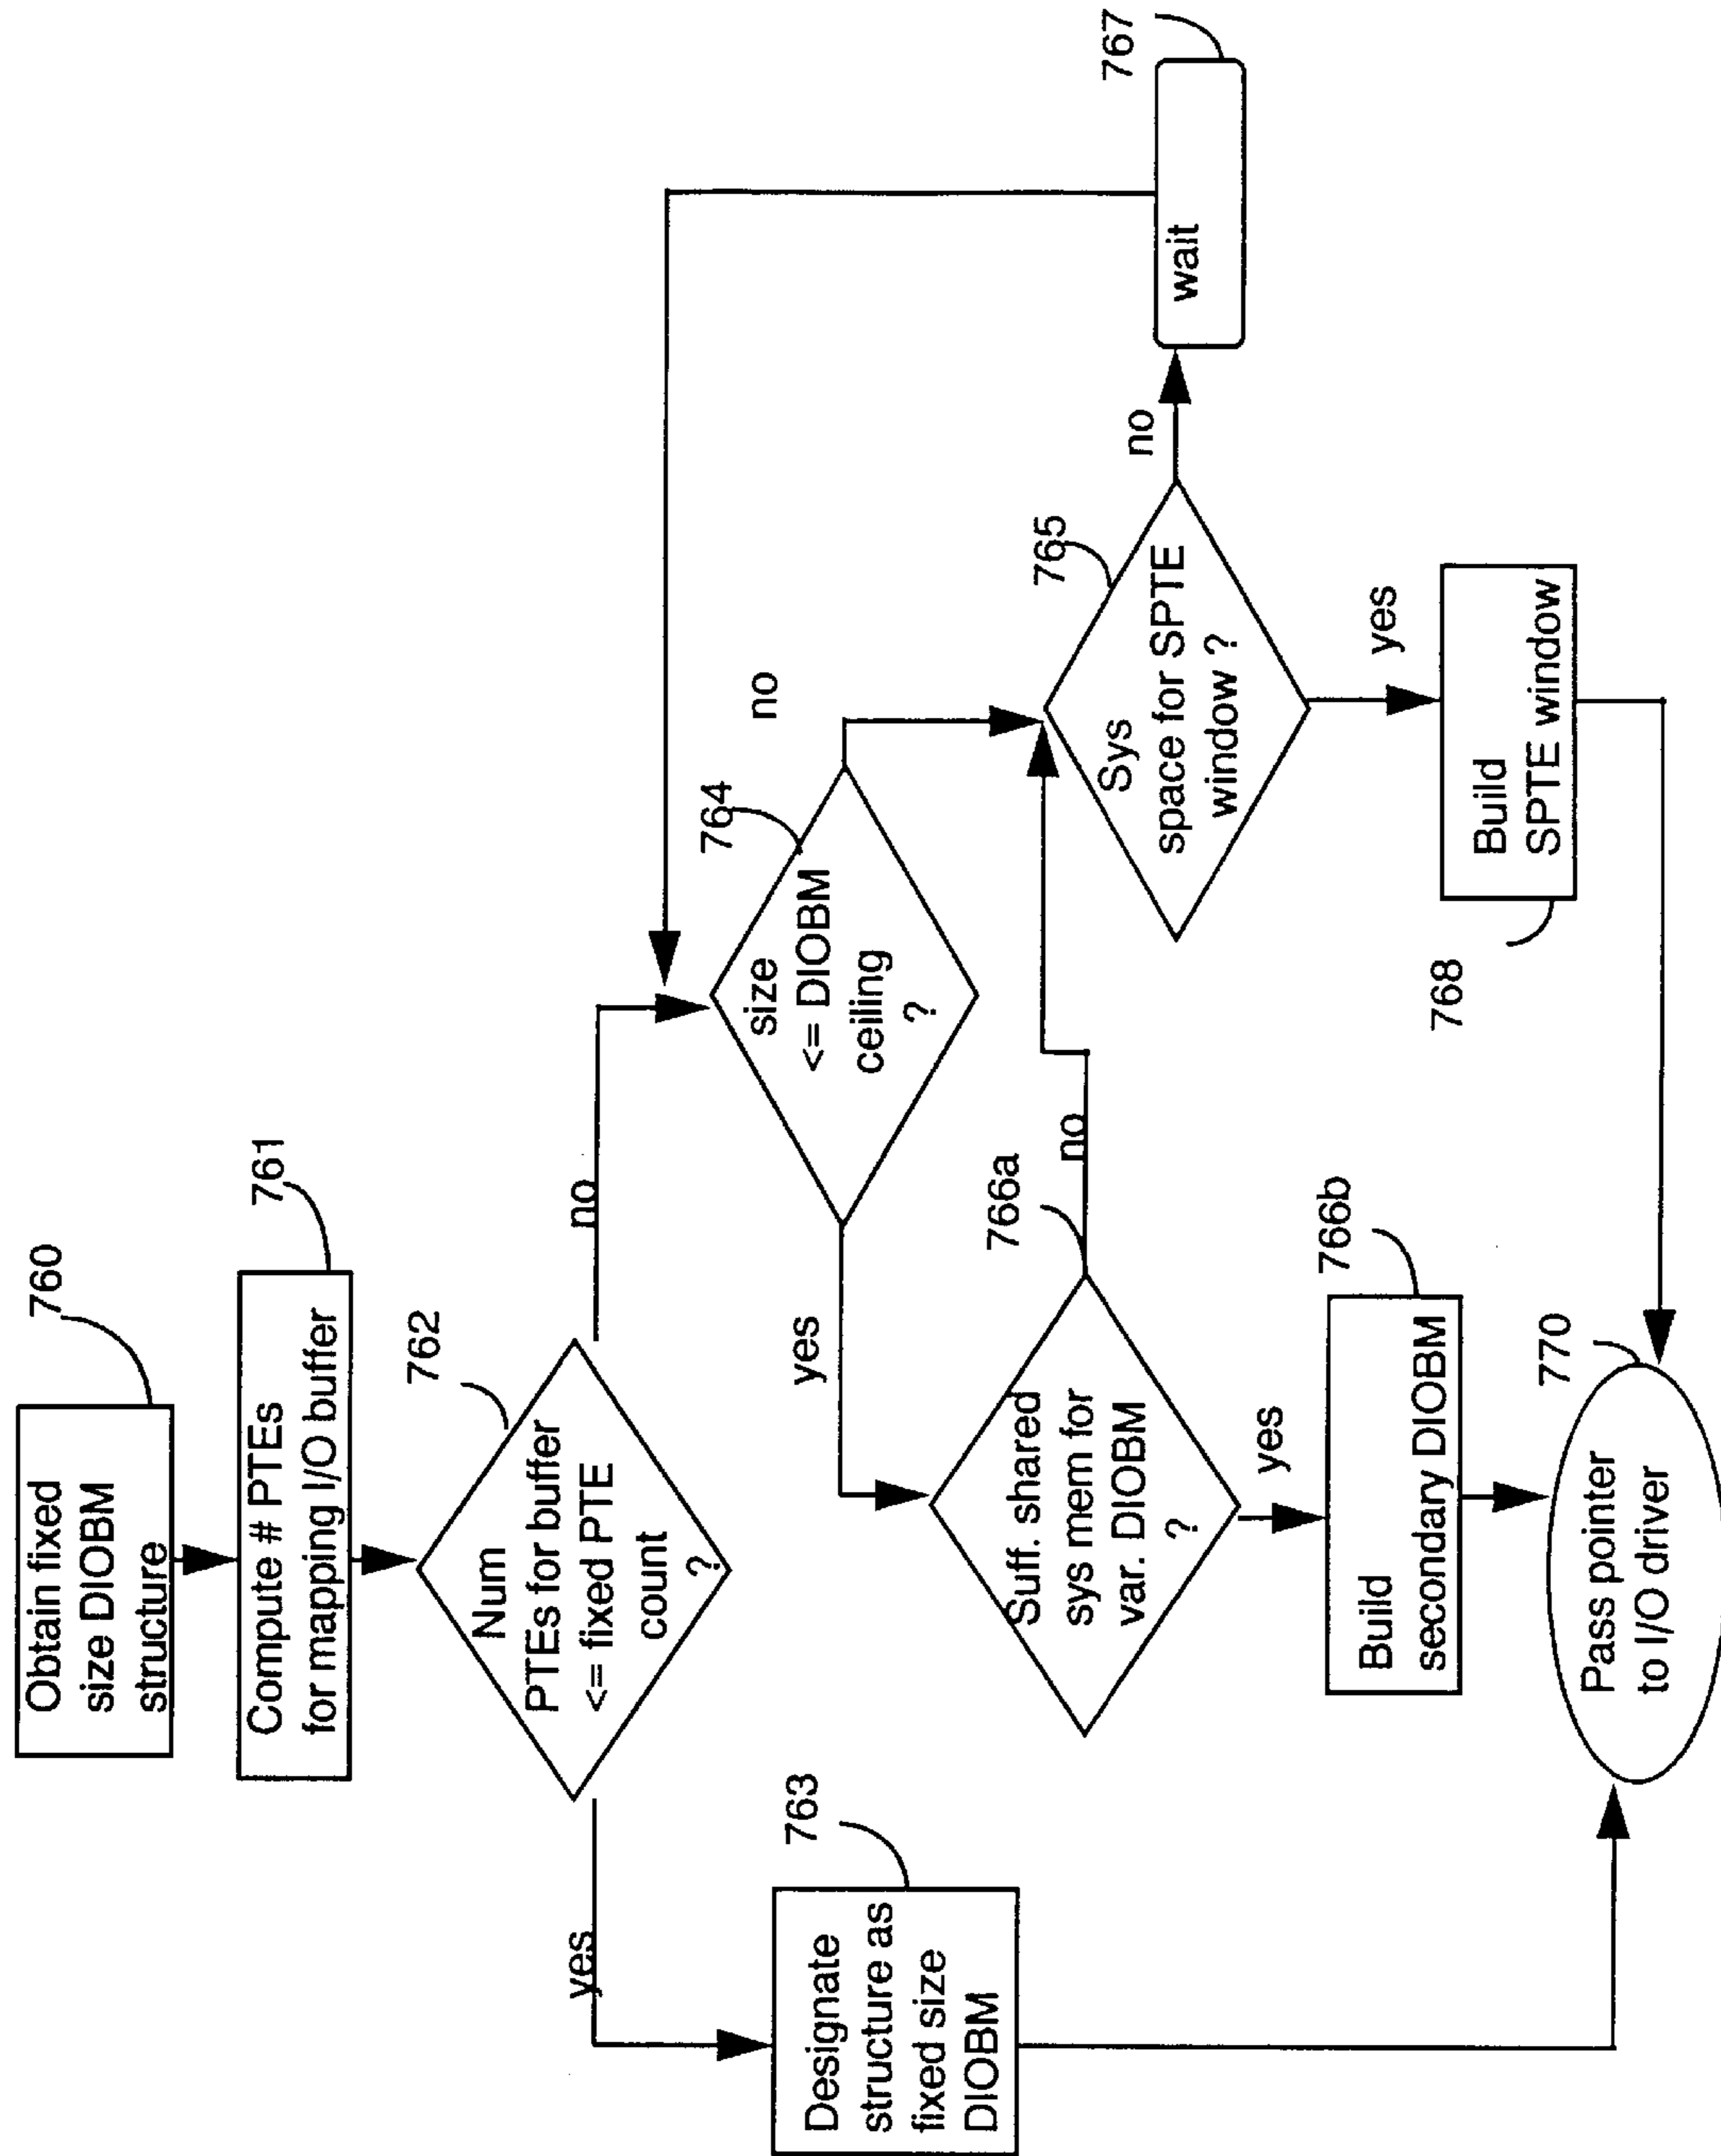 Obtain fixed
size DIOBM
structure
760
Compute # PTEs
for mapping I/O buffer
761
Num
PTEs for buffer
<= fixed PTE
count
?
762
yes
no
Designate
structure as
fixed size
DIOBM
763
size
<= DIOBM
ceiling
?
764
yes
no
Suff. shared
sys mem for
var. DIOBM
?
766a
no
yes
Sys
space for SPTE
window ?
765
no
yes
wait
767
Build
secondary DIOBM
766b
Build
SPTE window
768
Pass pointer
to I/O driver
770